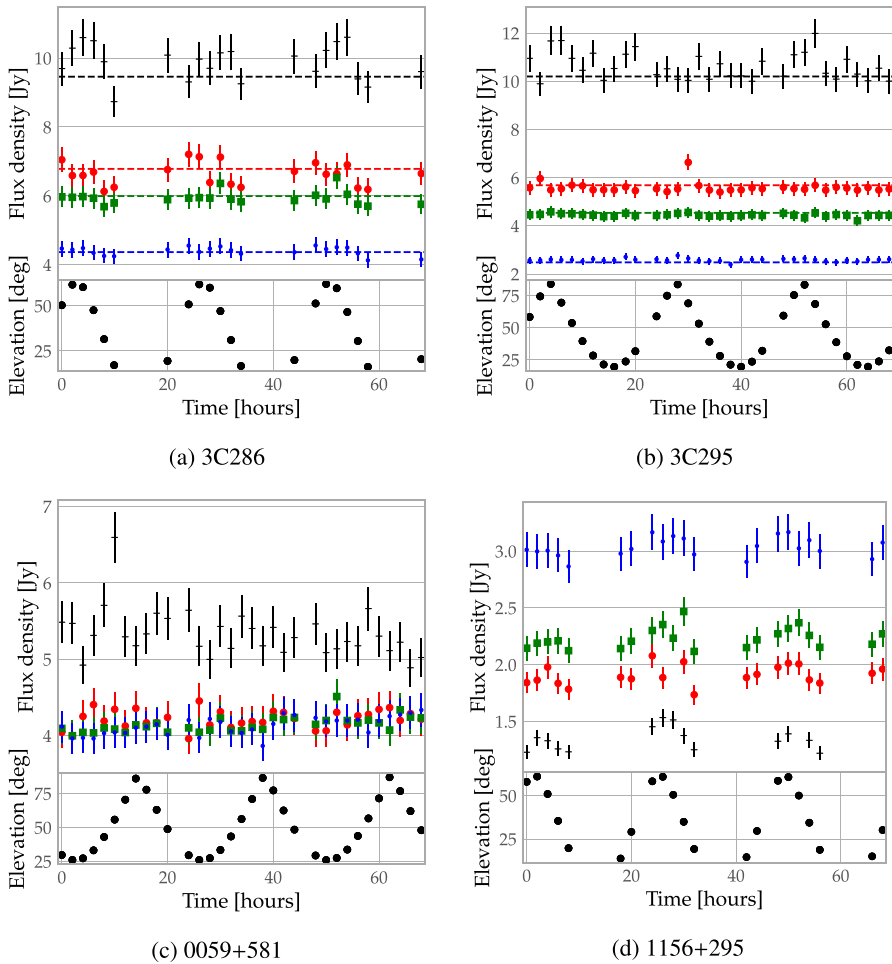 Flux density [Jy]
10
8
6
4
Elevation [deg]
50
25
0
20
40
60
Time [hours]
(a) 3C286
Flux density [Jy]
12
10
8
6
4
2
Elevation [deg]
75
50
25
0
20
40
60
Time [hours]
(b) 3C295
Flux density [Jy]
7
6
5
4
Elevation [deg]
75
50
25
0
20
40
60
Time [hours]
(c) 0059+581
Flux density [Jy]
3.0
2.5
2.0
1.5
Elevation [deg]
50
25
0
20
40
60
Time [hours]
(d) 1156+295